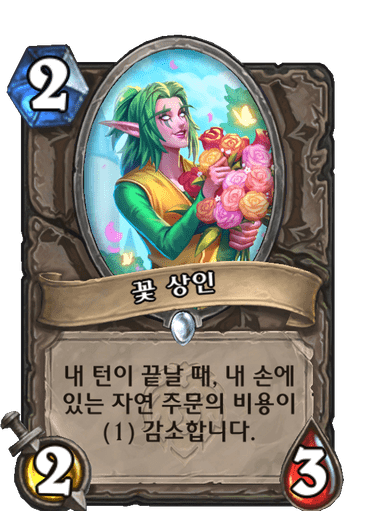 2
꽃 상인
내 턴이 끝날 때, 내 손에
있는 자연 주문의 비용이
(1) 감소합니다.
2
3